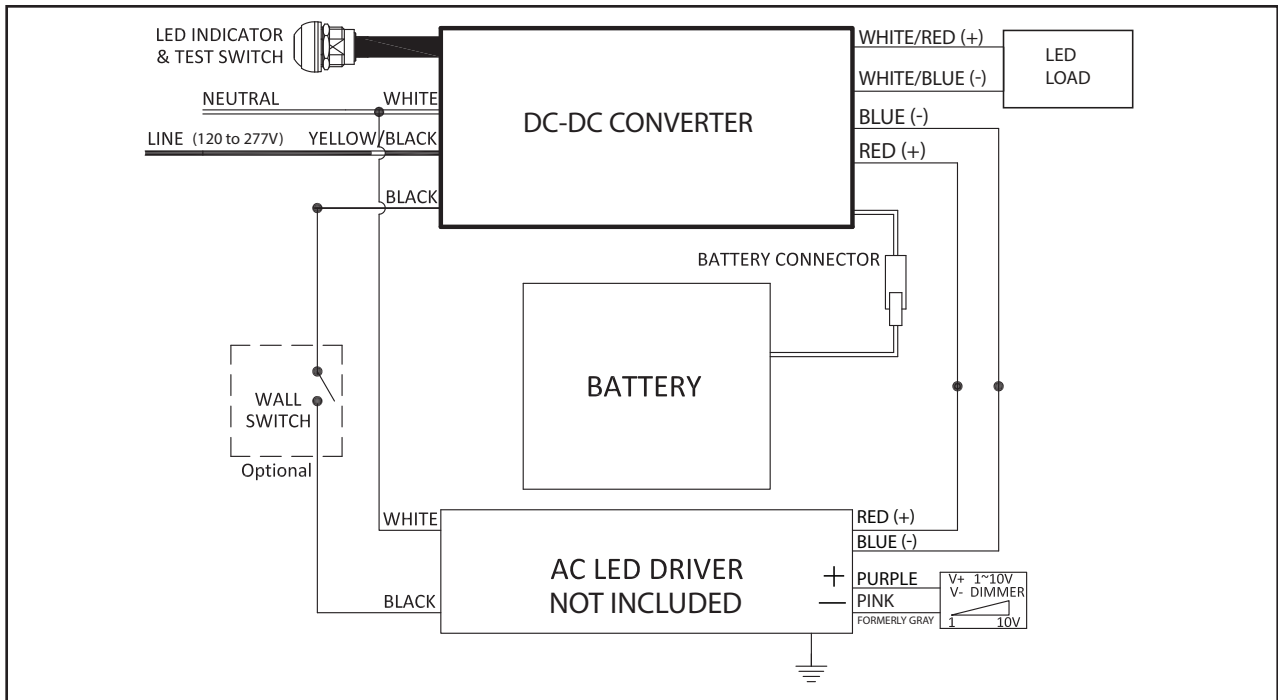 LED INDICATOR
& TEST SWITCH
NEUTRAL
WHITE
LINE (120 to 277V)
YELLOW/BLACK
BLACK
DC-DC CONVERTER
WHITE/RED (+)
WHITE/BLUE (-)
BLUE (-)
RED (+)
LED
LOAD
BATTERY CONNECTOR
BATTERY
WALL
SWITCH
Optional
WHITE
BLACK
AC LED DRIVER
NOT INCLUDED
RED (+)
BLUE (-)
+ PURPLE
— PINK
FORMERLY GRAY
V+ 1~10V
V- DIMMER
1 10V